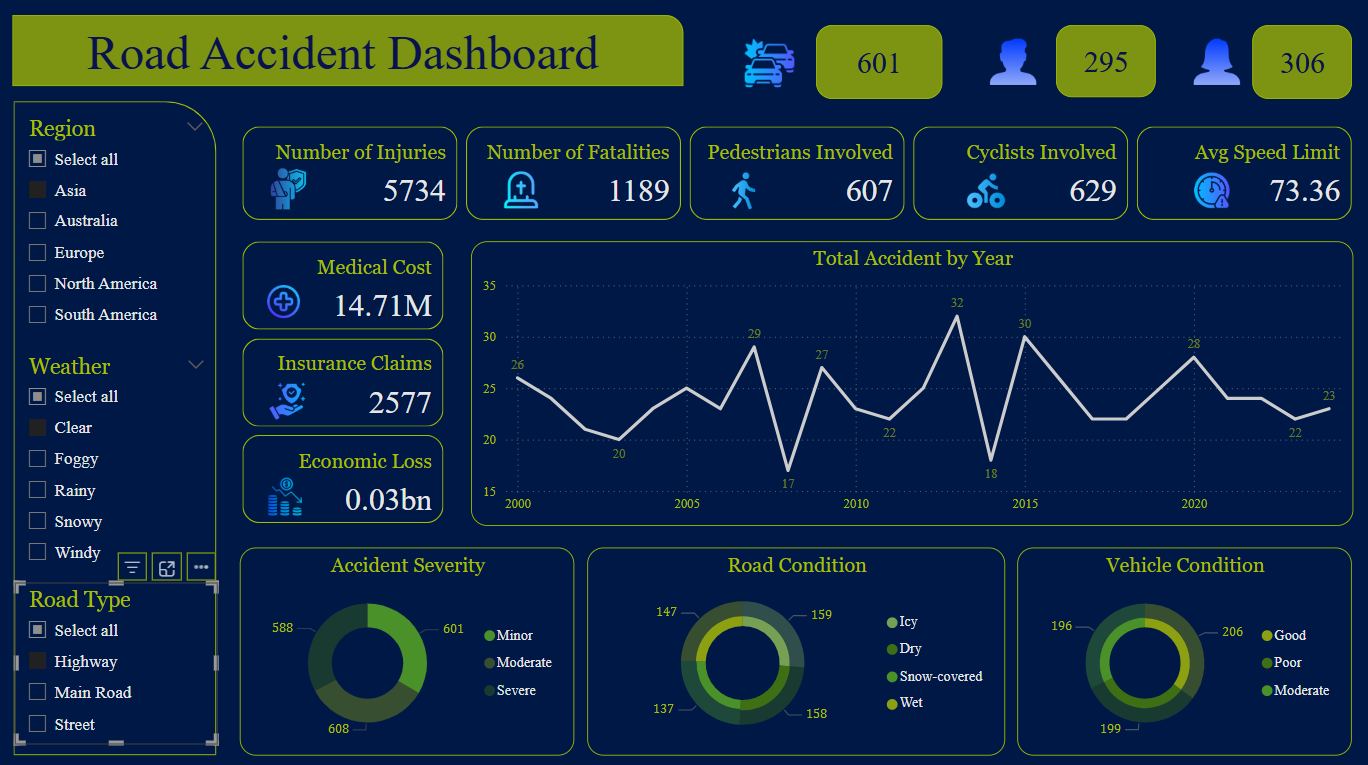 Road Accident Dashboard
601
295
306
Region
Select all
Asia
Australia
Europe
North America
South America
Weather
Select all
Clear
Foggy
Rainy
Snowy
Windy
Road Type
Select all
Highway
Main Road
Street
Number of Injuries
5734
Number of Fatalities
1189
Pedestrians Involved
607
Cyclists Involved
629
Avg Speed Limit
73.36
Medical Cost
14.71M
Insurance Claims
2577
Economic Loss
0.03bn
Total Accident by Year
35
30
25
20
15
26
20
29
17
27
22
32
18
30
28
22
23
2000
2005
2010
2015
2020
Accident Severity
588
601
608
Minor
Moderate
Severe
Road Condition
147
159
137
158
Icy
Dry
Snow-covered
Wet
Vehicle Condition
196
206
199
Good
Poor
Moderate